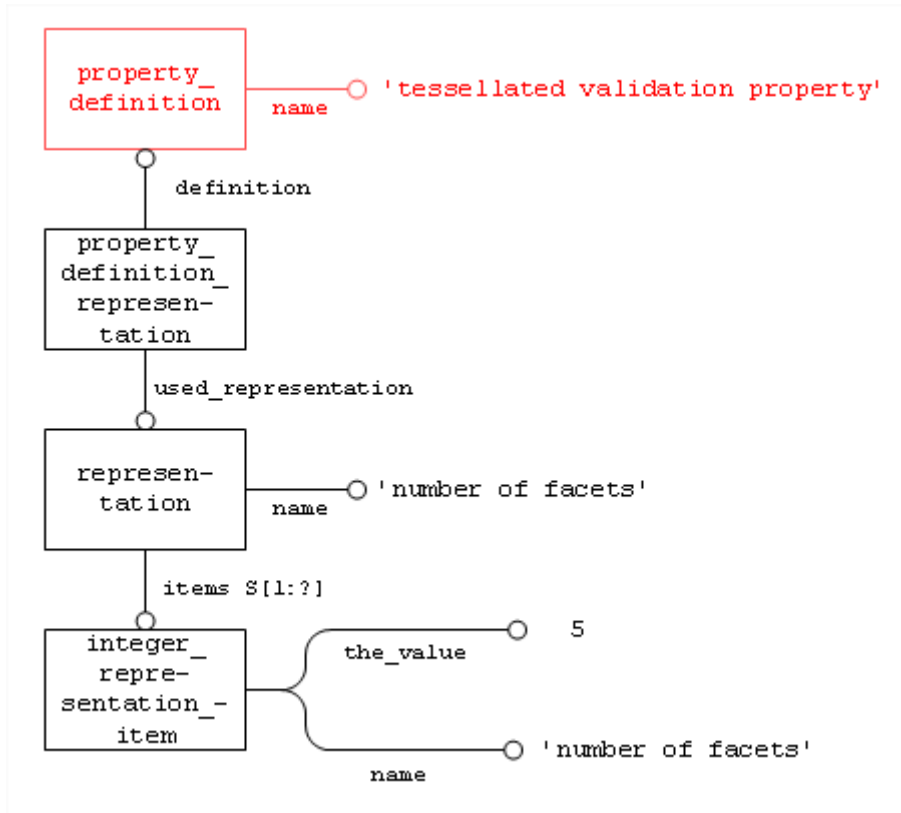 property_
definition
name
'tessellated validation property'
definition
property_
definition_
represen-
tation
used_representation
represen-
tation
name
'number of facets'
items S[1:?]
integer_
repre-
sentation_-
item
the_value
5
name
'number of facets'